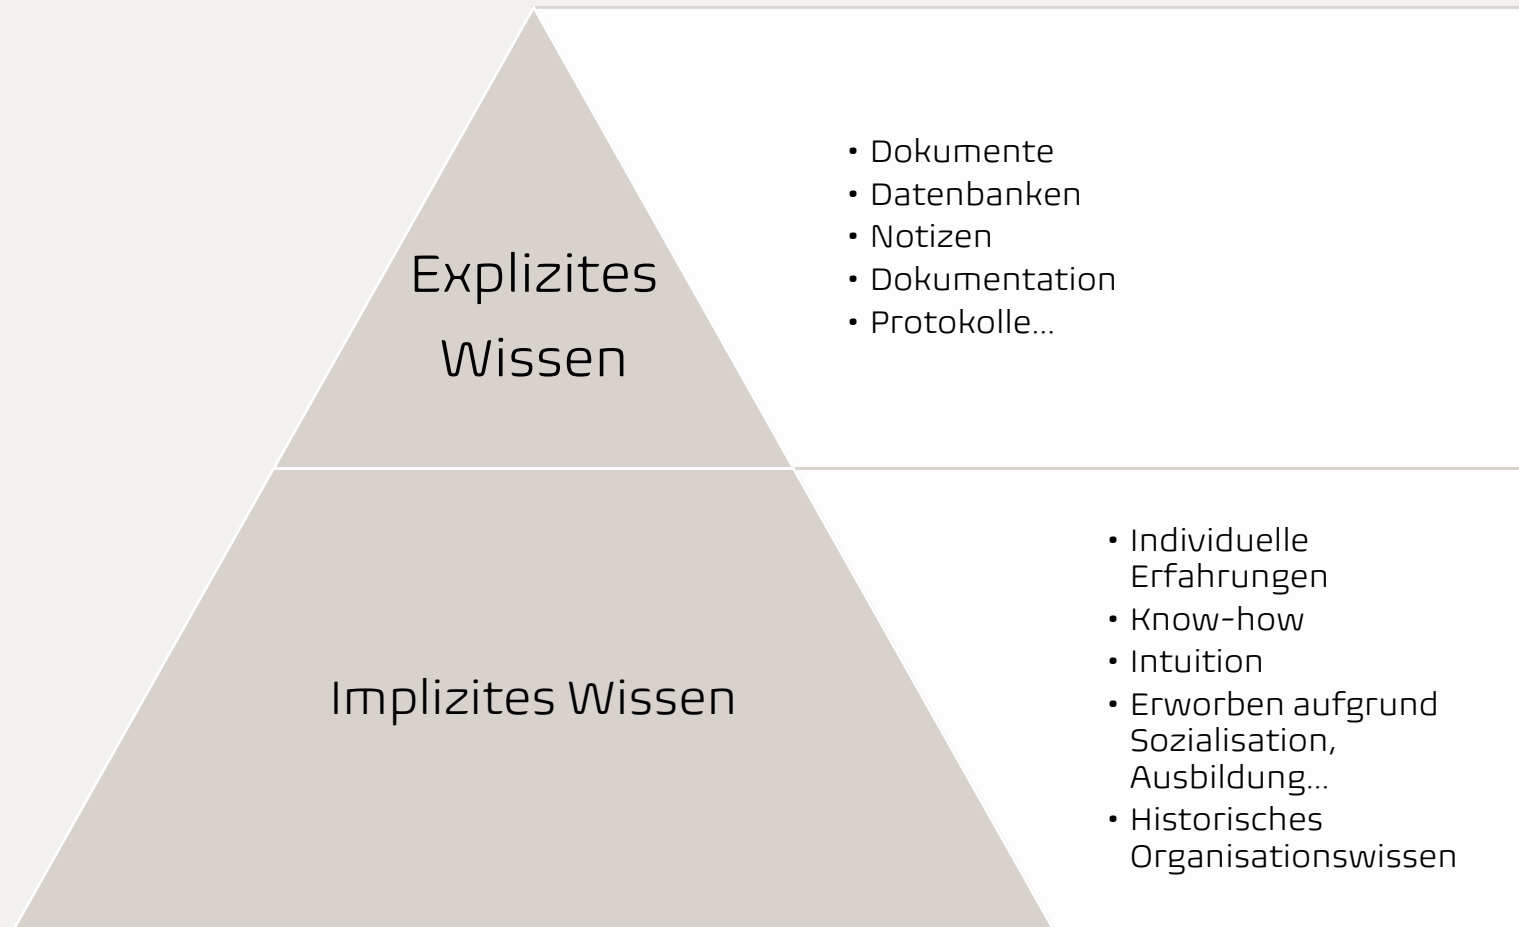 Explizites
Wissen
• Dokumente
• Datenbanken
• Notizen
• Dokumentation
• Protokolle...
Implizites Wissen
• Individuelle
Erfahrungen
• Know-how
• Intuition
• Erworben aufgrund
Sozialisation,
Ausbildung...
• Historisches
Organisationswissen